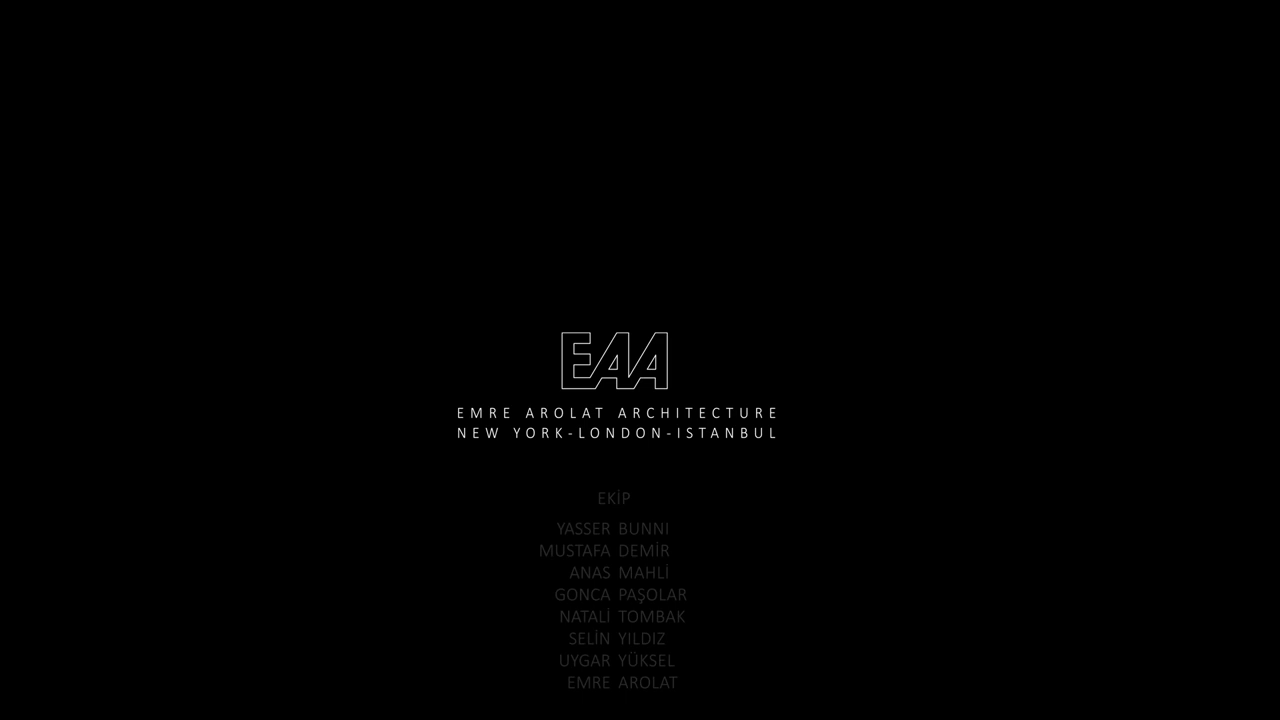 EAA
EMRE AROLAT ARCHITECTURE
NEW YORK-LONDON-ISTANBUL
EKİP
YASSER BUNNI
MUSTAFA DEMİR
ANAS MAHLİ
GONCA PAŞOLAR
NATALİ TOMBAK
SELİN YILDIZ
UYGAR YÜKSEL
EMRE AROLAT